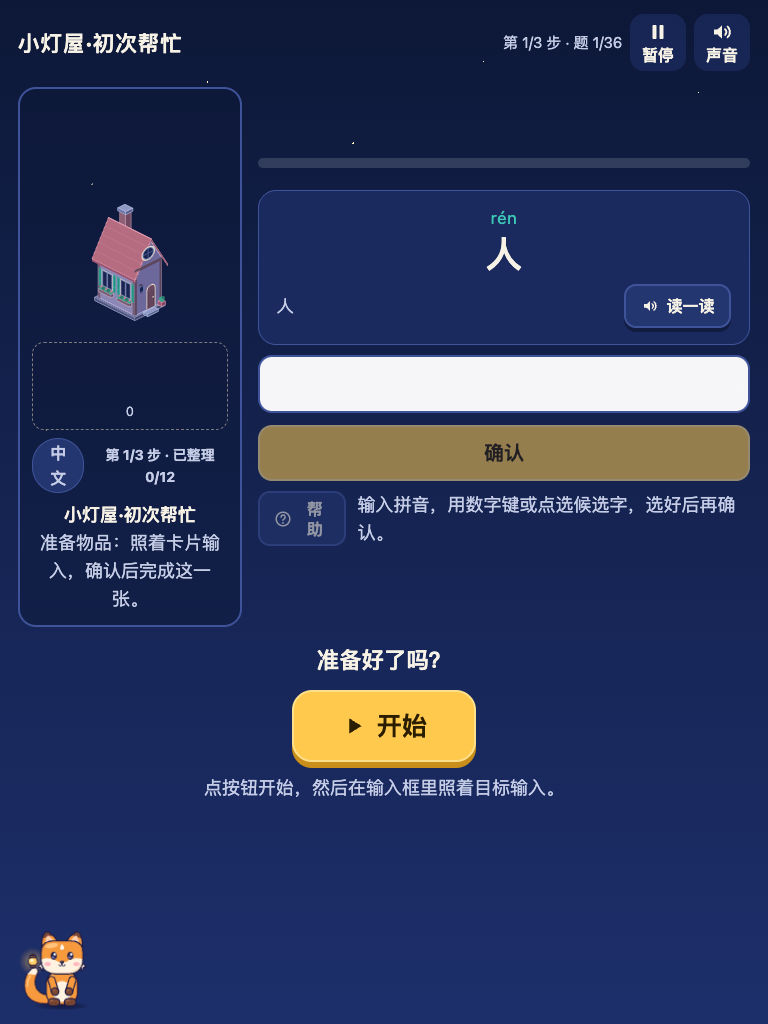 小灯屋·初次帮忙
第 1/3 步 · 题 1/36
暂停
声音
rén
人
人
读一读
0
中
文
第 1/3 步 · 已整理
0/12
小灯屋·初次帮忙
准备物品：照着卡片输
入，确认后完成这一
张。
确认
帮
助
输入拼音，用数字键或点选候选字，选好后再确
认。
准备好了吗?
开始
点按钮开始，然后在输入框里照着目标输入。